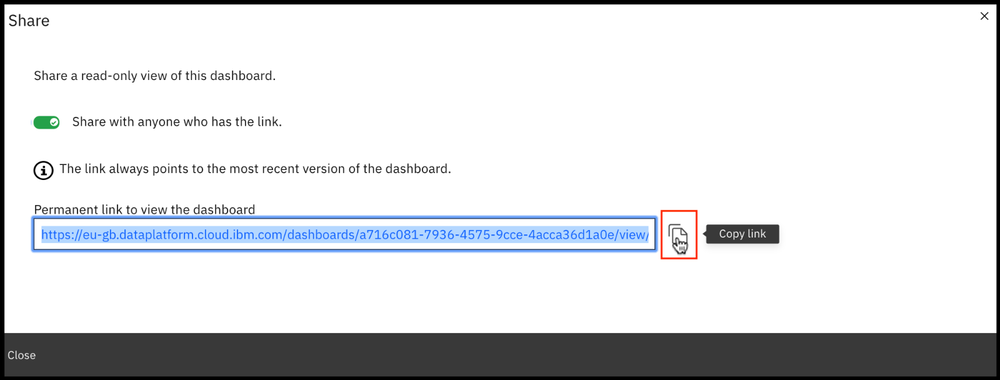 Share
Share a read-only view of this dashboard.
Share with anyone who has the link.
The link always points to the most recent version of the dashboard.
Permanent link to view the dashboard
https://eu-gb.dataplatform.cloud.ibm.com/dashboards/a716c081-7936-4575-9cce-4acca36d1a0e/view/
Copy link
Close